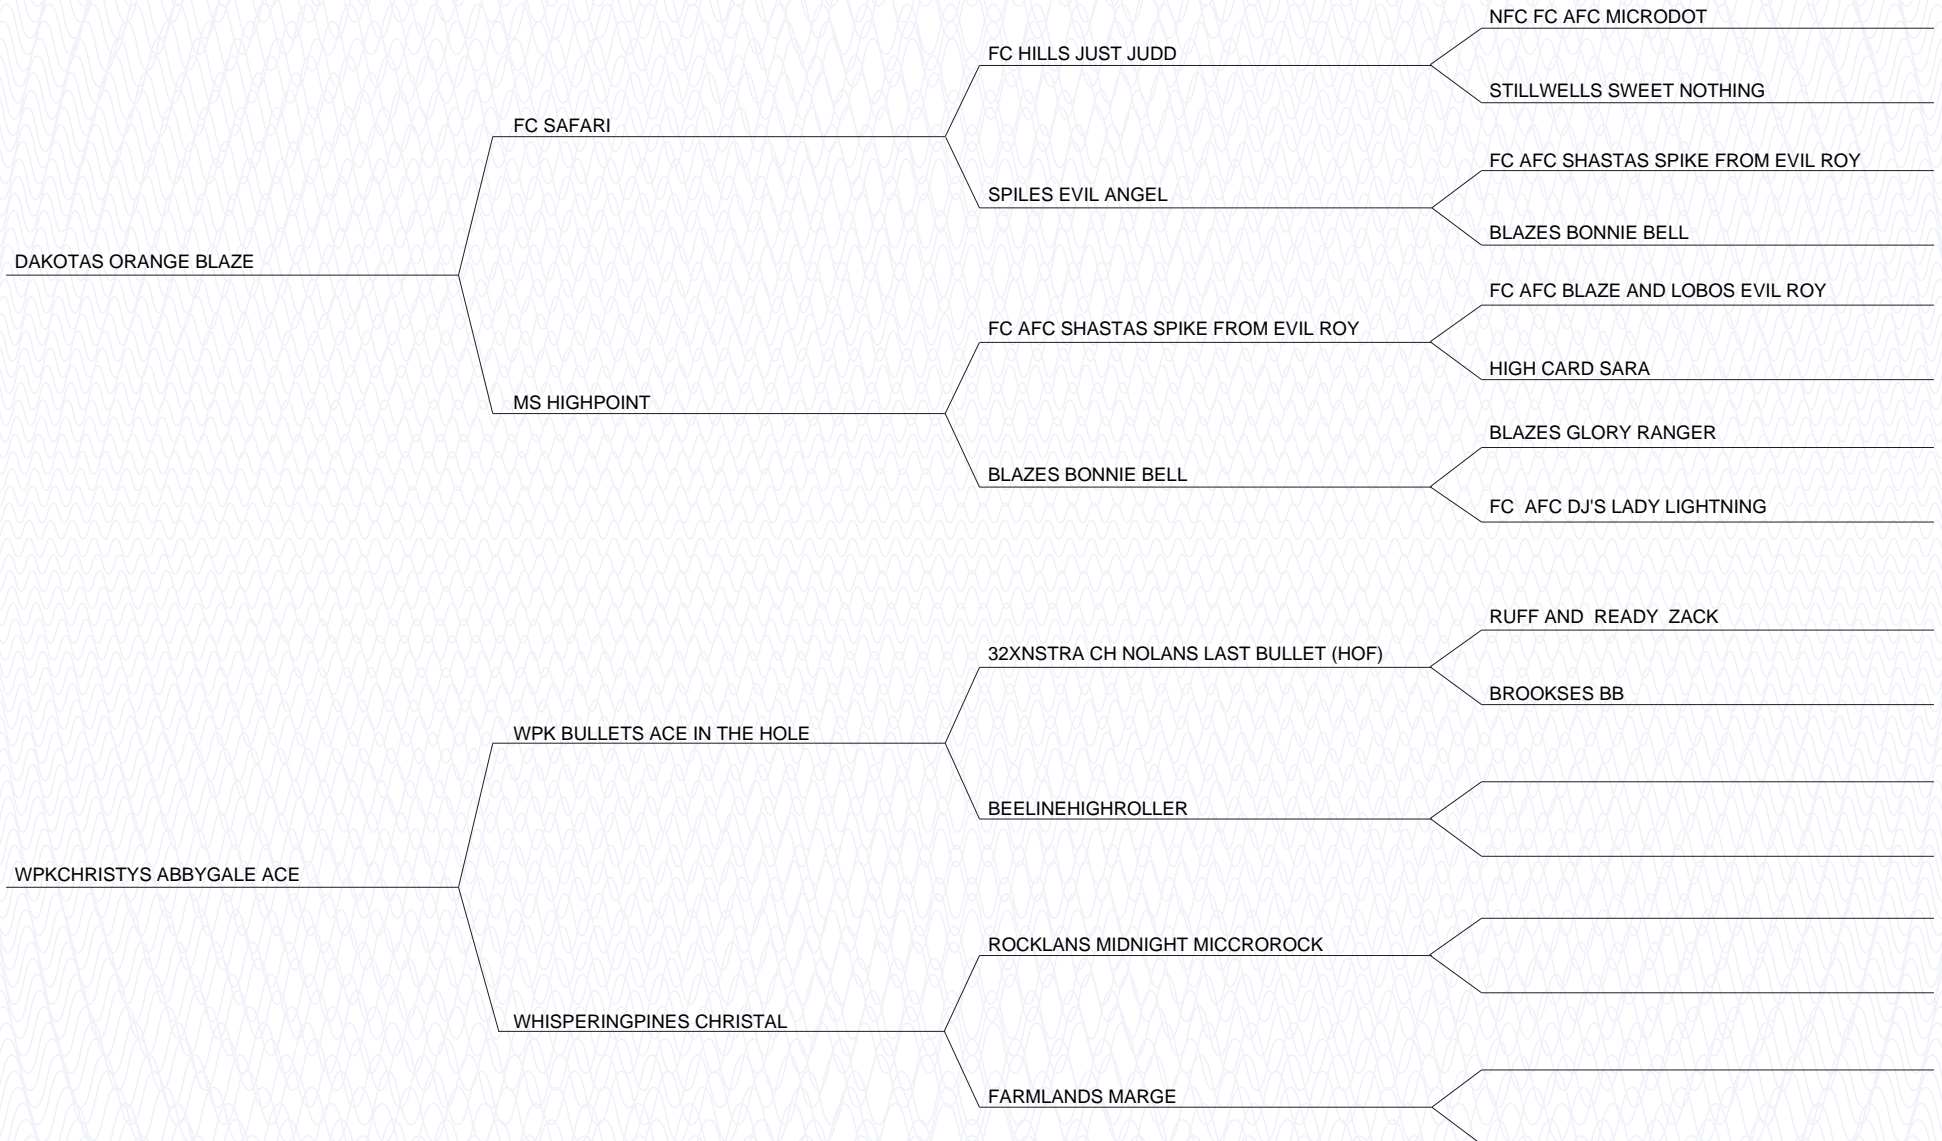 NFC FC AFC MICRODOT
FC HILLS JUST JUDD
STILLWELLS SWEET NOTHING
FC SAFARI
FC AFC SHASTAS SPIKE FROM EVIL ROY
SPILES EVIL ANGEL
BLAZES BONNIE BELL
DAKOTAS ORANGE BLAZE
FC AFC BLAZE AND LOBOS EVIL ROY
FC AFC SHASTAS SPIKE FROM EVIL ROY
HIGH CARD SARA
MS HIGHPOINT
BLAZES GLORY RANGER
BLAZES BONNIE BELL
FC  AFC DJ'S LADY LIGHTNING
RUFF AND  READY  ZACK
32XNSTRA CH NOLANS LAST BULLET (HOF)
BROOKSES BB
WPK BULLETS ACE IN THE HOLE
BEELINEHIGHROLLER
WPKCHRISTYS ABBYGALE ACE
ROCKLANS MIDNIGHT MICCROROCK
WHISPERINGPINES CHRISTAL
FARMLANDS MARGE